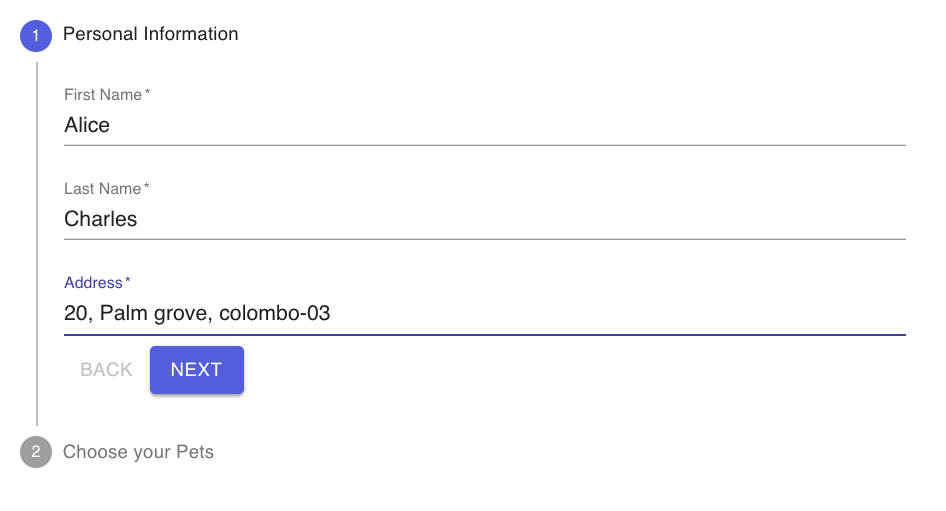 1 Personal Information
First Name *
Alice
Last Name *
Charles
Address *
20, Palm grove, colombo-03
BACK NEXT
2 Choose your Pets